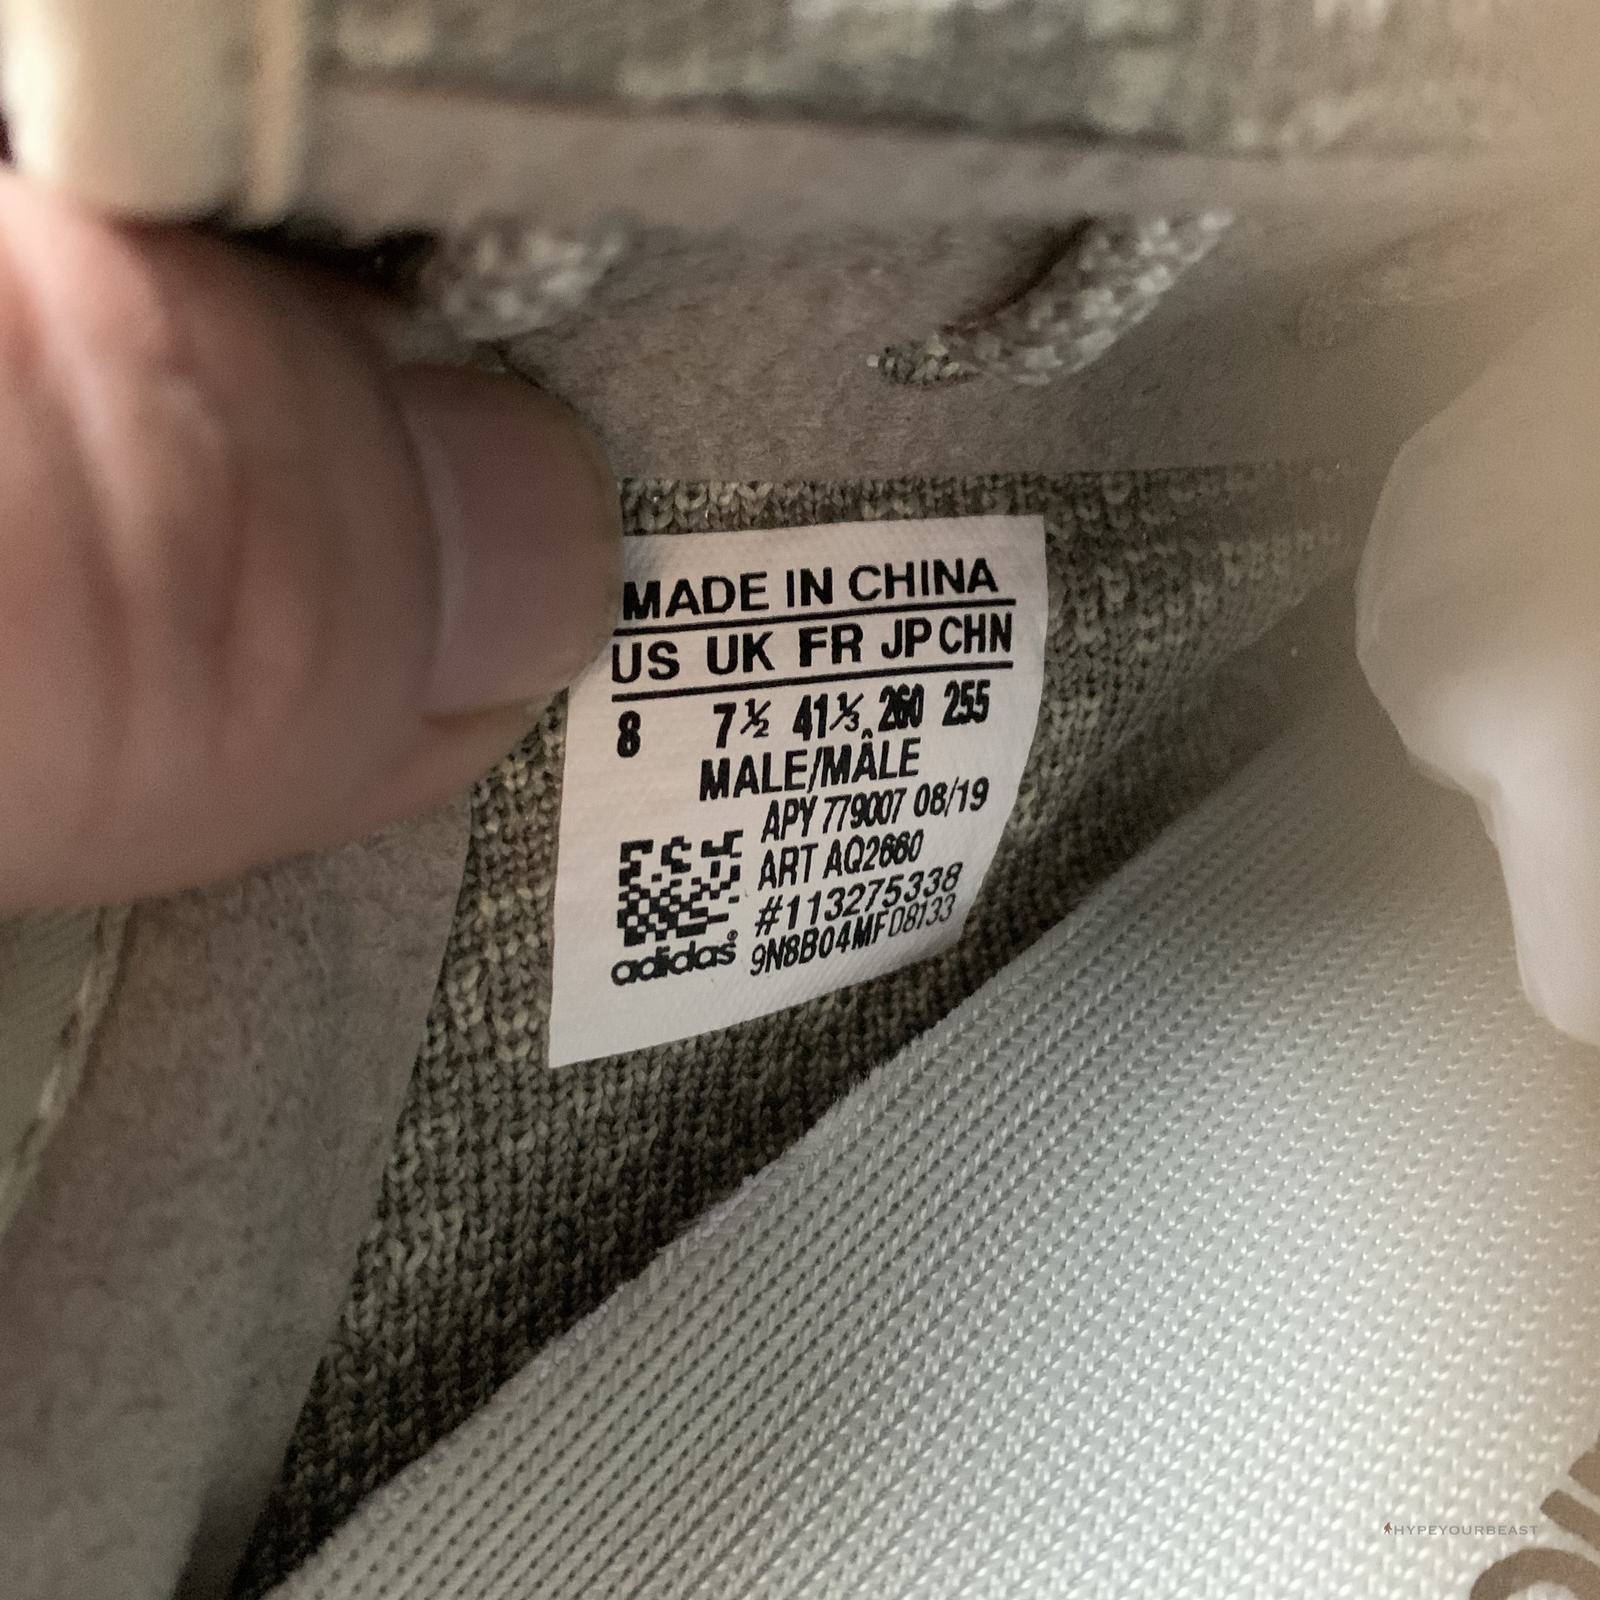 MADE IN CHINA
US UK FR JP CHN
8 7½ 41⅓ 260 255
MALE/MÂLE
APY 779007 08/19
ART AQ2660
#113275338
9N8B04MFD8133
adidas®
HYPEYOURBEAST